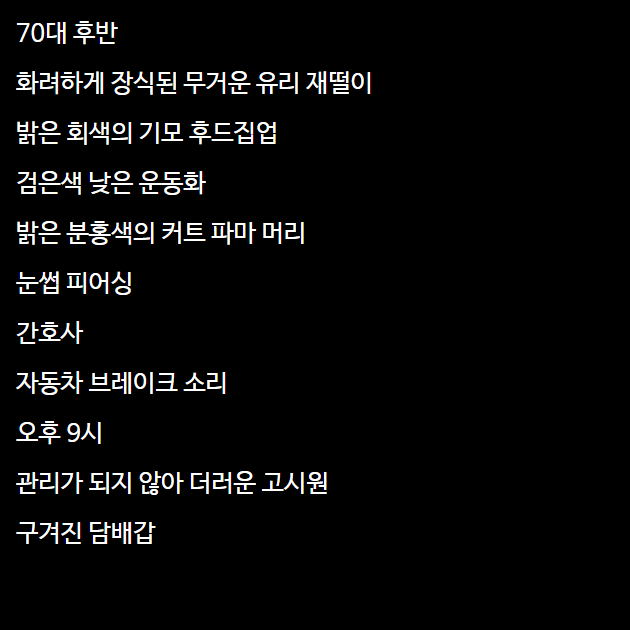 70대 후반
화려하게 장식된 무거운 유리 재떨이
밝은 회색의 기모 후드집업
검은색 낮은 운동화
밝은 분홍색의 커트 파마 머리
눈썹 피어싱
간호사
자동차 브레이크 소리
오후 9시
관리가 되지 않아 더러운 고시원
구겨진 담배갑